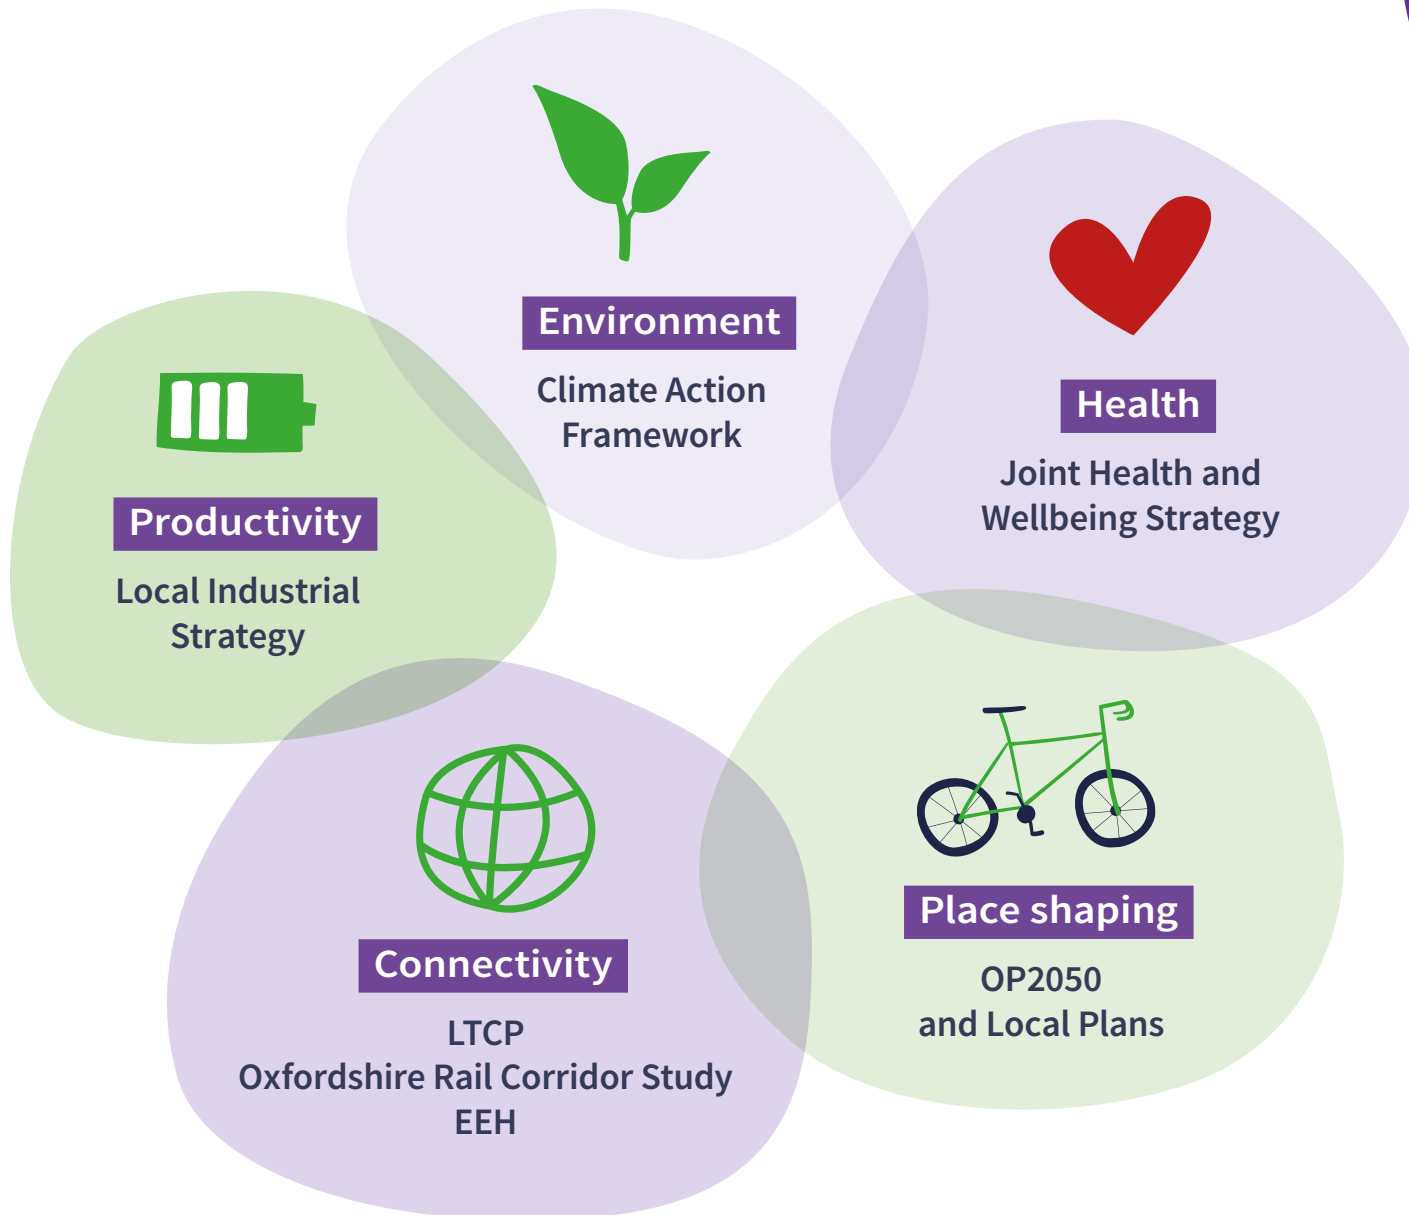 Environment
Climate Action
Framework
Health
Joint Health and
Wellbeing Strategy
Productivity
Local Industrial
Strategy
Place shaping
OP2050
and Local Plans
Connectivity
LTCP
Oxfordshire Rail Corridor Study
EEH